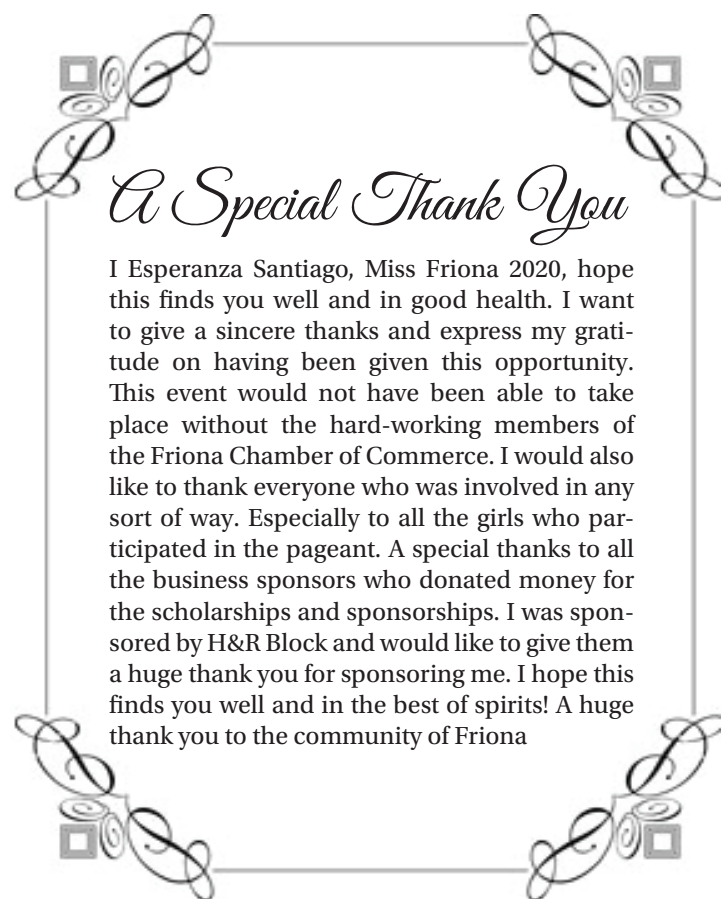 A Special Thank You
I Esperanza Santiago, Miss Friona 2020, hope
this finds you well and in good health. I want
to give a sincere thanks and express my grati-
tude on having been given this opportunity.
This event would not have been able to take
place without the hard-working members of
the Friona Chamber of Commerce. I would also
like to thank everyone who was involved in any
sort of way. Especially to all the girls who par-
ticipated in the pageant. A special thanks to all
the business sponsors who donated money for
the scholarships and sponsorships. I was spon-
sored by H&R Block and would like to give them
a huge thank you for sponsoring me. I hope this
finds you well and in the best of spirits! A huge
thank you to the community of Friona